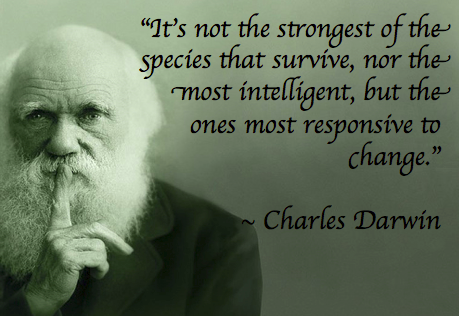 “It's not the strongest of the
species that survive, nor the
most intelligent, but the
ones most responsive to
change.”
~ Charles Darwin